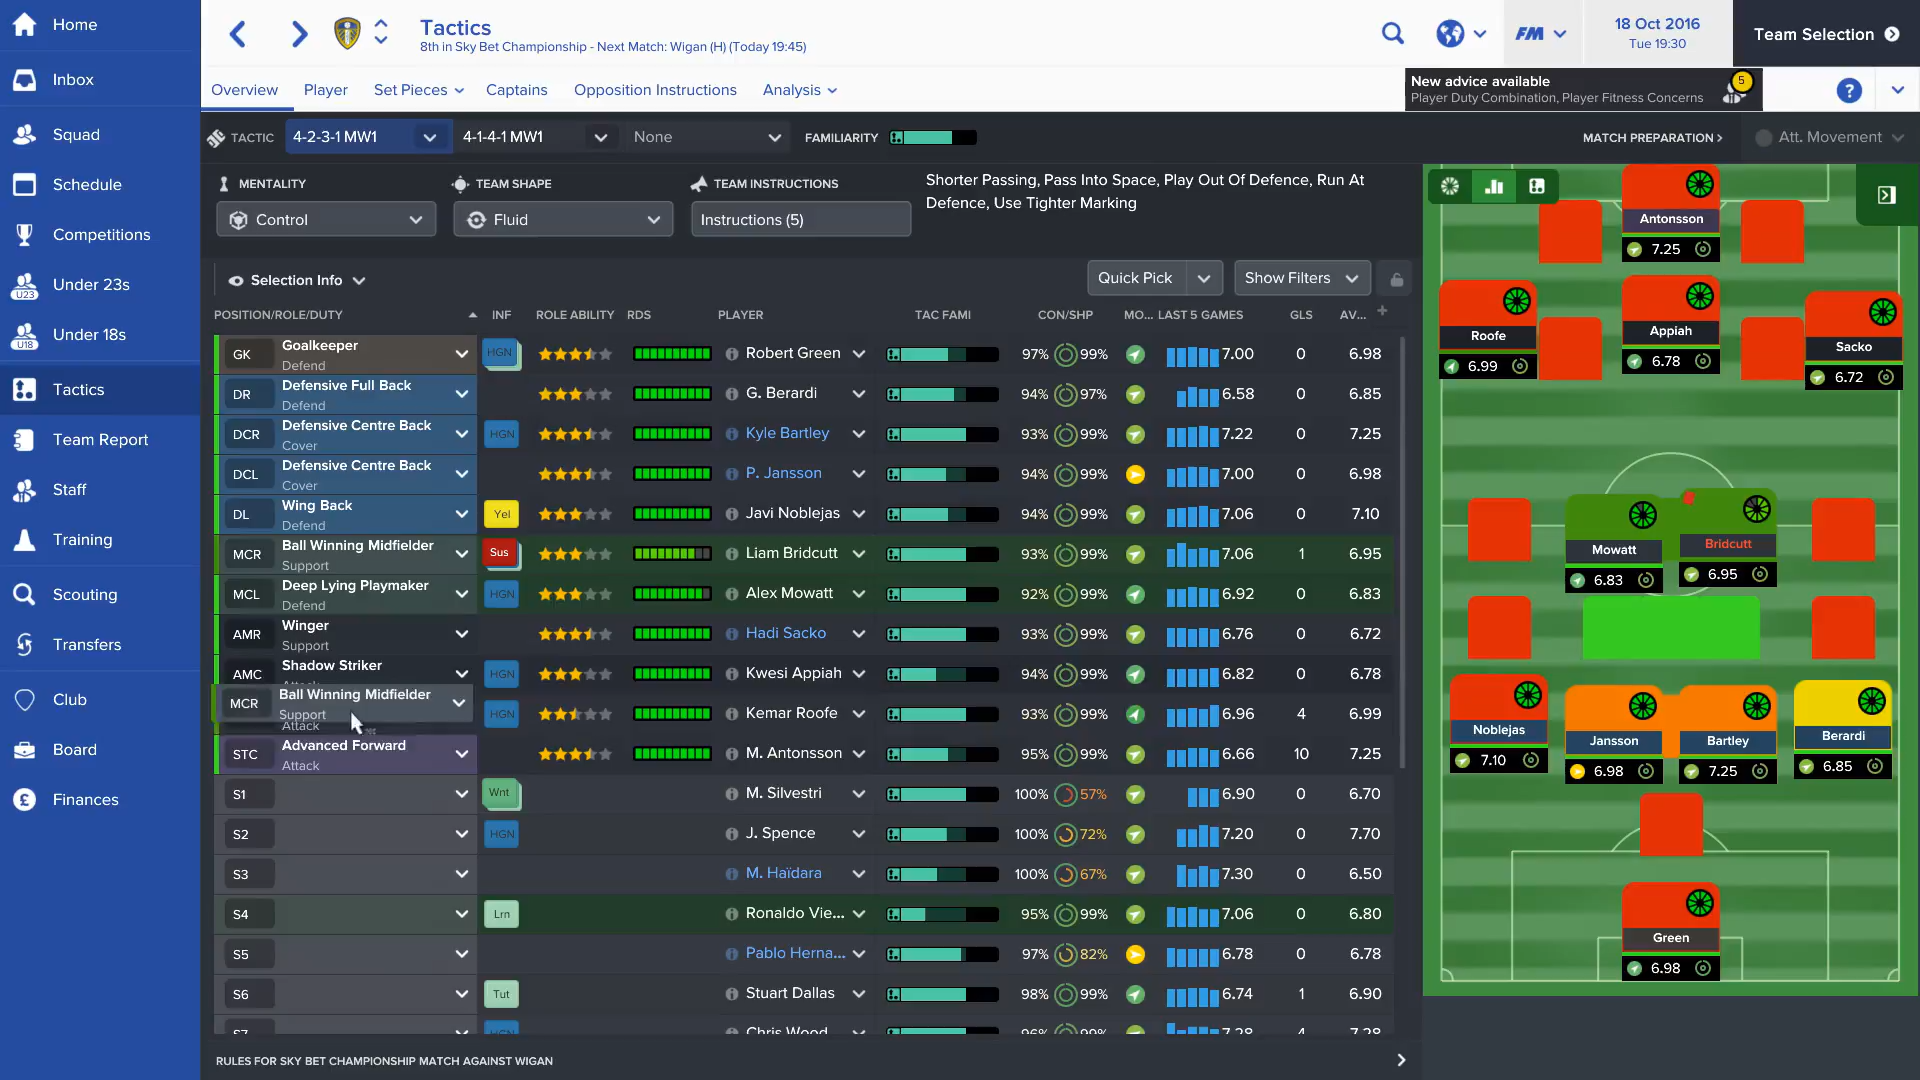 Home
Inbox
Squad
Schedule
Competitions
U23
Under 23s
U18
Under 18s
Tactics
Team Report
Staff
Training
Scouting
Transfers
Club
Board
Finances
Tactics
8th in Sky Bet Championship - Next Match: Wigan (H) (Today 19:45)
FM
18 Oct 2016
Tue 19:30
Team Selection
Overview Player Set Pieces Captains Opposition Instructions Analysis
New advice available
Player Duty Combination, Player Fitness Concerns
5
?
TACTIC 4-2-3-1 MW1 4-1-4-1 MW1 None FAMILIARITY MATCH PREPARATION > Att. Movement
MENTALITY TEAM SHAPE TEAM INSTRUCTIONS
Control Fluid Instructions (5)
Shorter Passing, Pass Into Space, Play Out Of Defence, Run At
Defence, Use Tighter Marking
Selection Info Quick Pick Show Filters
POSITION/ROLE/DUTY INF ROLE ABILITY RDS PLAYER TAC FAMI CON/SHP MO... LAST 5 GAMES GLS AV... +
GK Goalkeeper Defend HGN Robert Green 97% 99% 7.00 0 6.98
DR Defensive Full Back Defend G. Berardi 94% 97% 6.58 0 6.85
DCR Defensive Centre Back Cover HGN Kyle Bartley 93% 99% 7.22 0 7.25
DCL Defensive Centre Back Cover P. Jansson 94% 99% 7.00 0 6.98
DL Wing Back Defend Yel Javi Noblejas 94% 99% 7.06 0 7.10
MCR Ball Winning Midfielder Support Sus Liam Bridcutt 93% 99% 7.06 1 6.95
MCL Deep Lying Playmaker Defend HGN Alex Mowatt 92% 99% 6.92 0 6.83
AMR Winger Support Hadi Sacko 93% 99% 6.76 0 6.72
AMC Shadow Striker HGN Kwesi Appiah 94% 99% 6.82 0 6.78
MCR Ball Winning Midfielder Support
Attack HGN Kemar Roofe 93% 99% 6.96 4 6.99
STC Advanced Forward Attack M. Antonsson 95% 99% 6.66 10 7.25
S1 Wnt M. Silvestri 100% 57% 6.90 0 6.70
S2 HGN J. Spence 100% 72% 7.20 0 7.70
S3 M. Haïdara 100% 67% 7.30 0 6.50
S4 Lrn Ronaldo Vie... 95% 99% 7.06 0 6.80
S5 Pablo Herna... 97% 82% 6.78 0 6.78
S6 Tut Stuart Dallas 98% 99% 6.74 1 6.90
S7 HGN Chris Wood 96% 99% 7.28 4 7.28
RULES FOR SKY BET CHAMPIONSHIP MATCH AGAINST WIGAN
Antonsson
7.25
Roofe
6.99
Appiah
6.78
Sacko
6.72
Mowatt
6.83
Bridcutt
6.95
Noblejas
7.10
Jansson
6.98
Bartley
7.25
Berardi
6.85
Green
6.98